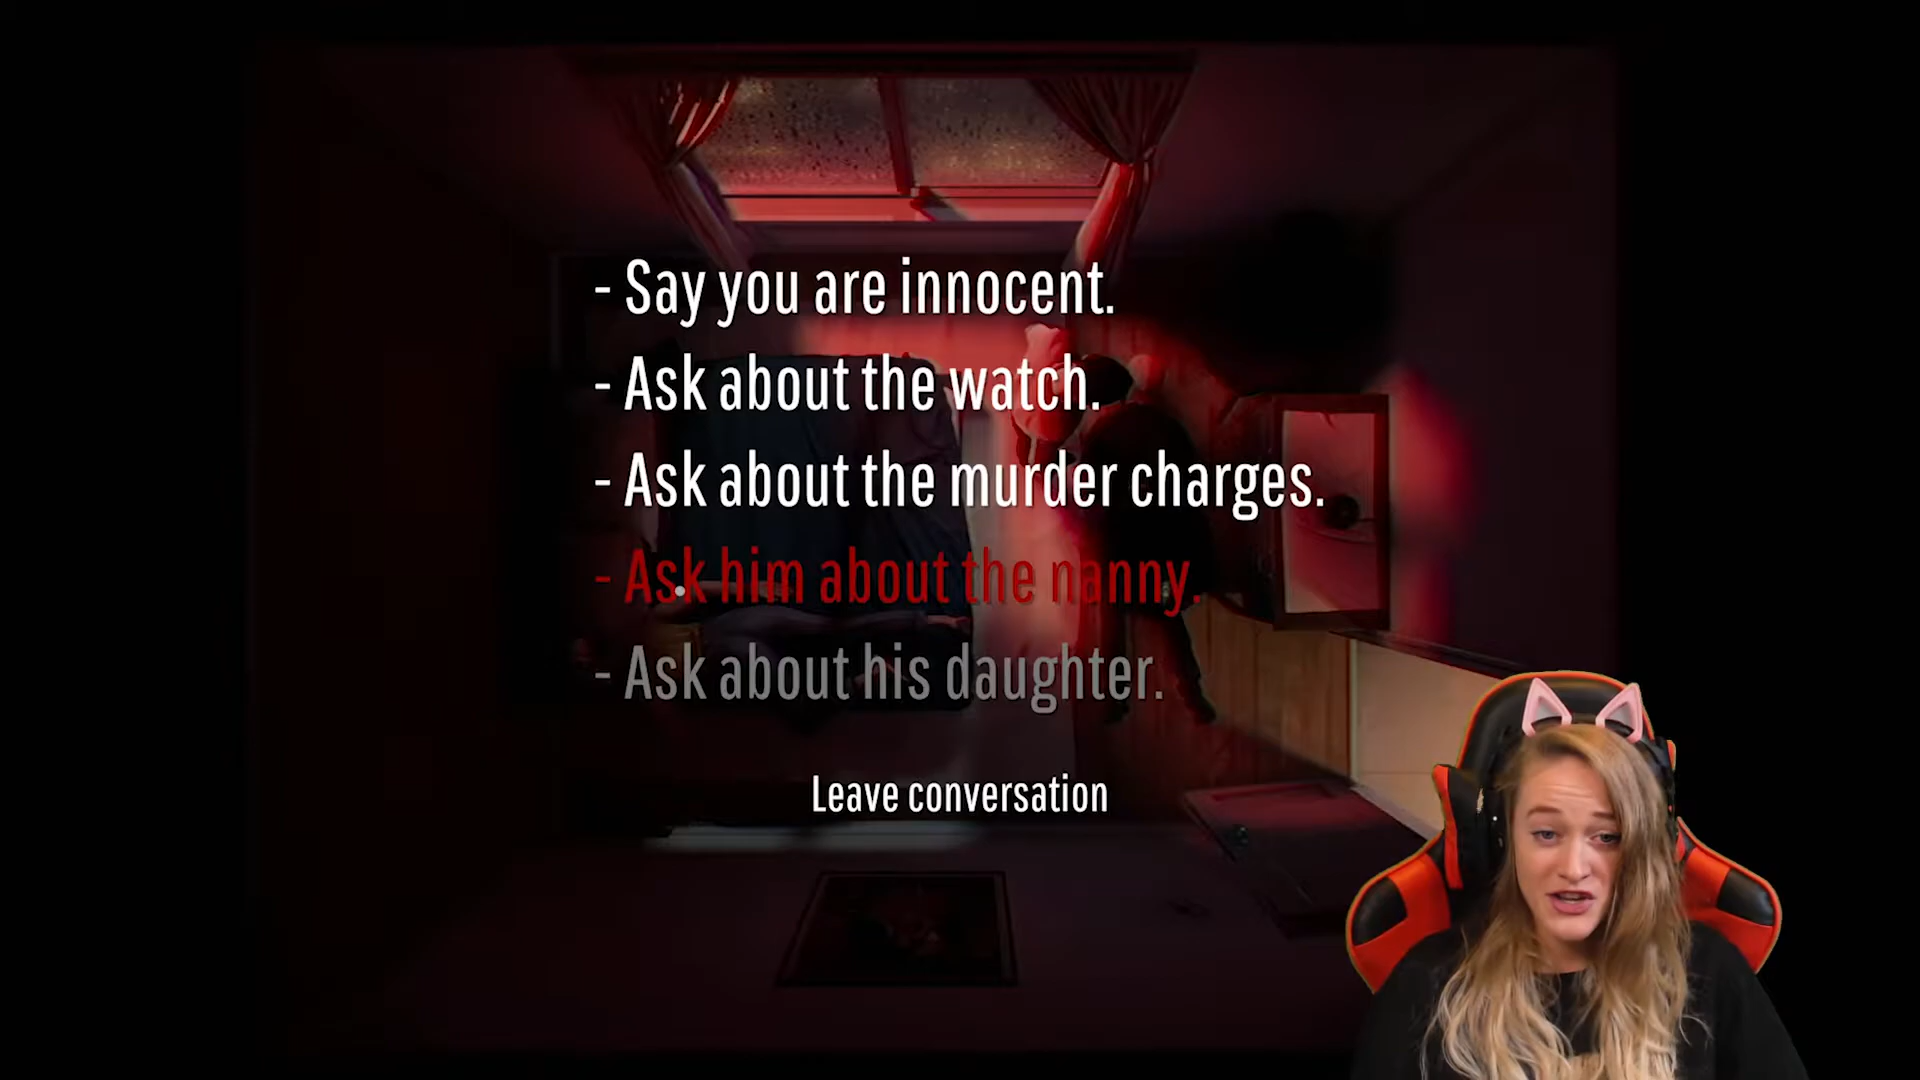 - Say you are innocent.
- Ask about the watch.
- Ask about the murder charges.
- Ask him about the nanny.
- Ask about his daughter.
Leave conversation